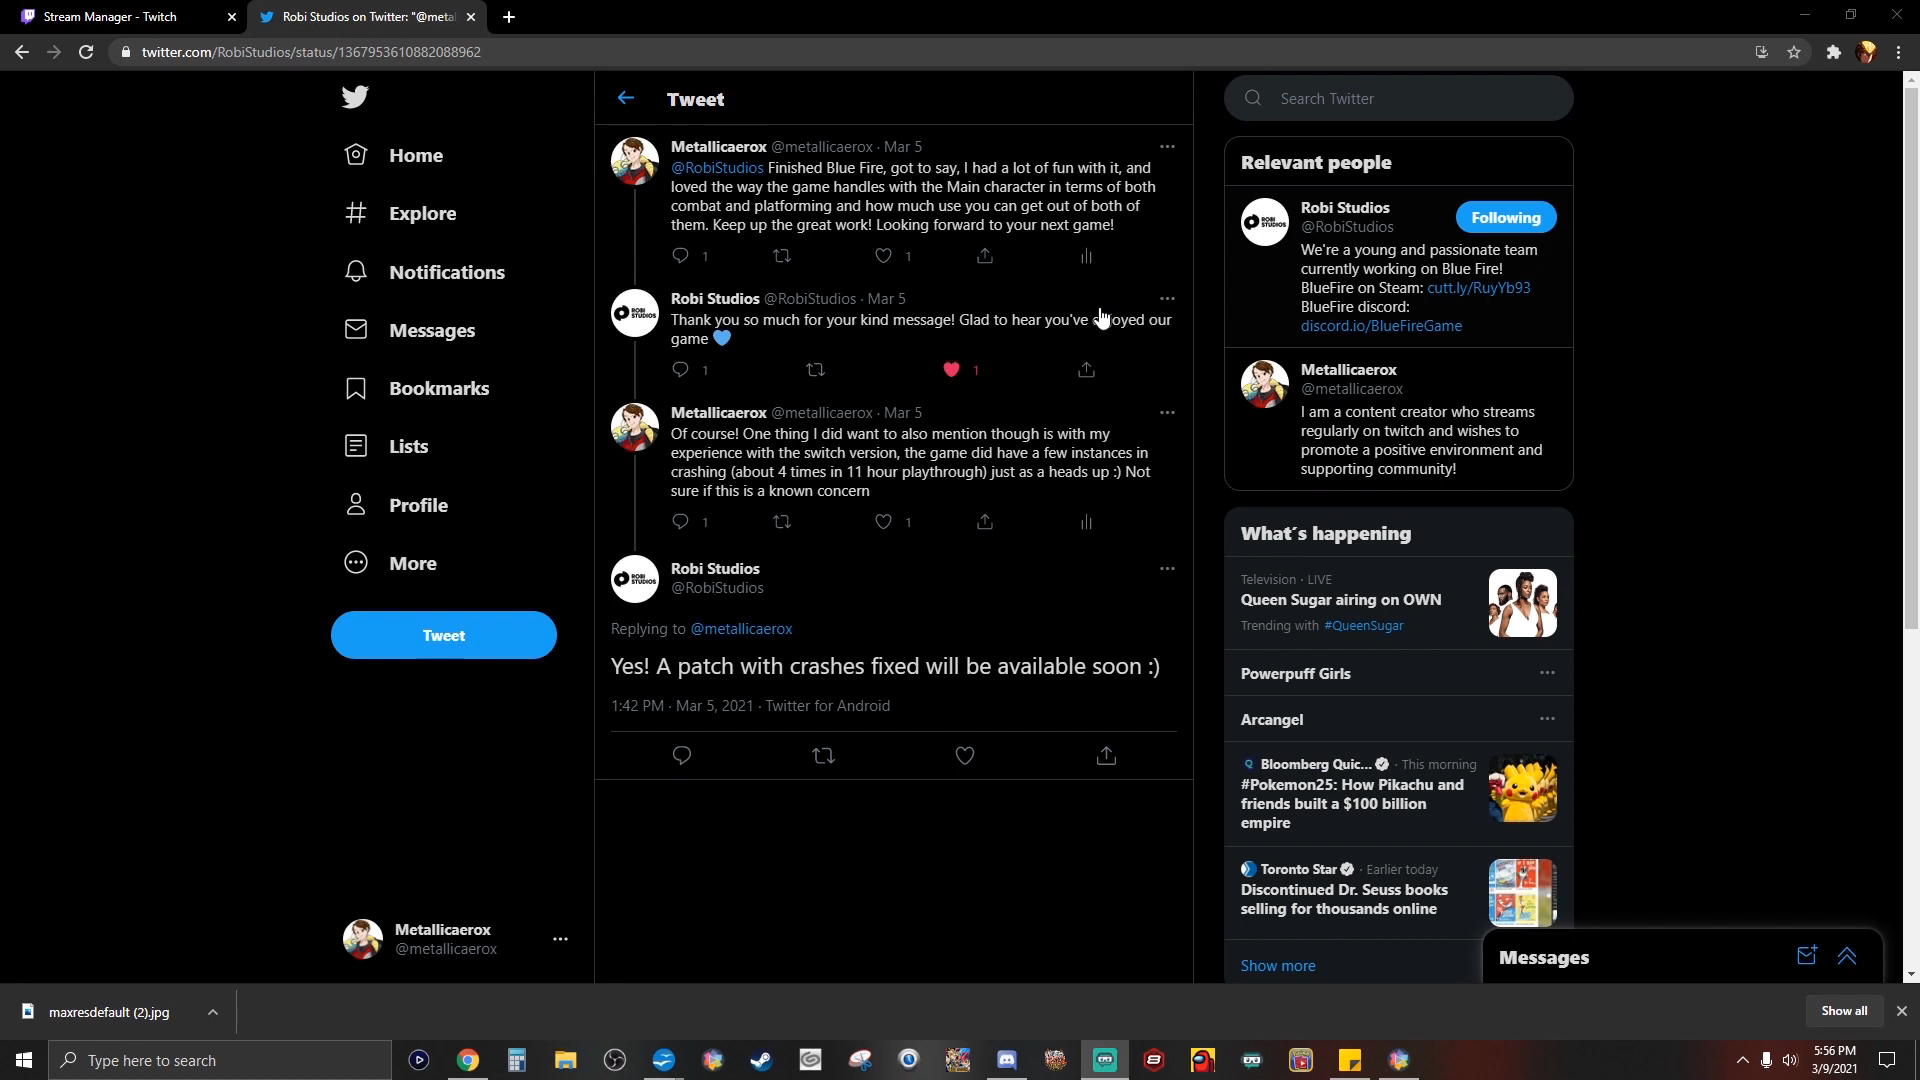 Stream Manager - Twitch
Robi Studios on Twitter: "@meta
twitter.com/RobiStudios/status/1367953610882088962
Home
Explore
Notifications
Messages
Bookmarks
Lists
Profile
More
Tweet
Metallicaerox
@metallicaerox
Tweet
Metallicaerox @metallicaerox · Mar 5
@RobiStudios Finished Blue Fire, got to say, I had a lot of fun with it, and
loved the way the game handles with the Main character in terms of both
combat and platforming and how much use you can get out of both of
them. Keep up the great work! Looking forward to your next game!
1 1
ROBI STUDIOS
Robi Studios @RobiStudios · Mar 5
Thank you so much for your kind message! Glad to hear you've enjoyed our
game 💙
1 1
Metallicaerox @metallicaerox · Mar 5
Of course! One thing I did want to also mention though is with my
experience with the switch version, the game did have a few instances in
crashing (about 4 times in 11 hour playthrough) just as a heads up :) Not
sure if this is a known concern
1 1
ROBI STUDIOS
Robi Studios
@RobiStudios
Replying to @metallicaerox
Yes! A patch with crashes fixed will be available soon :)
1:42 PM · Mar 5, 2021 · Twitter for Android
Search Twitter
Relevant people
ROBI STUDIOS
Robi Studios
@RobiStudios
Following
We're a young and passionate team
currently working on Blue Fire!
BlueFire on Steam: cutt.ly/RuyYb93
BlueFire discord:
discord.io/BlueFireGame
Metallicaerox
@metallicaerox
I am a content creator who streams
regularly on twitch and wishes to
promote a positive environment and
supporting community!
What´s happening
Television · LIVE
Queen Sugar airing on OWN
Trending with #QueenSugar
Powerpuff Girls
Arcangel
Bloomberg Quic... · This morning
#Pokemon25: How Pikachu and
friends built a $100 billion
empire
Toronto Star · Earlier today
Discontinued Dr. Seuss books
selling for thousands online
Show more
Messages
maxresdefault (2).jpg
Show all
Type here to search
5:56 PM
3/9/2021